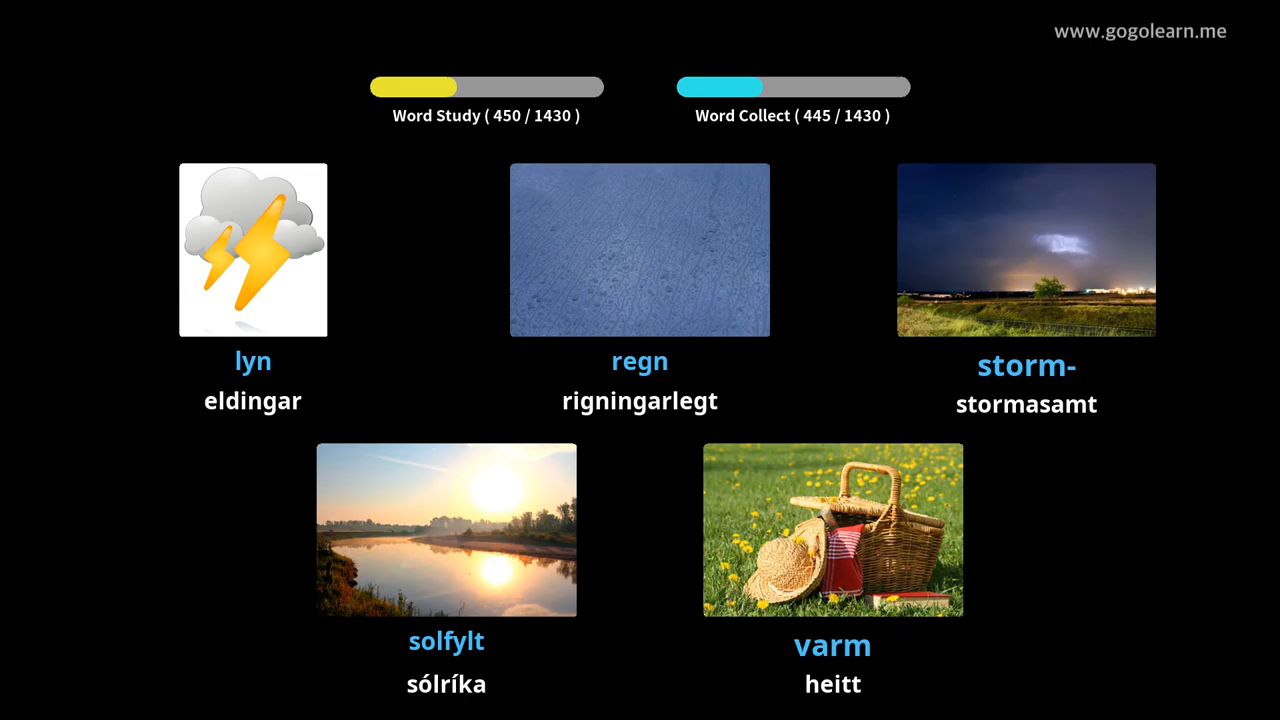 www.gogolearn.me
Word Study ( 450 / 1430 )
Word Collect ( 445 / 1430 )
lyn
eldingar
regn
rigningarlegt
storm-
stormasamt
solfylt
sólríka
varm
heitt